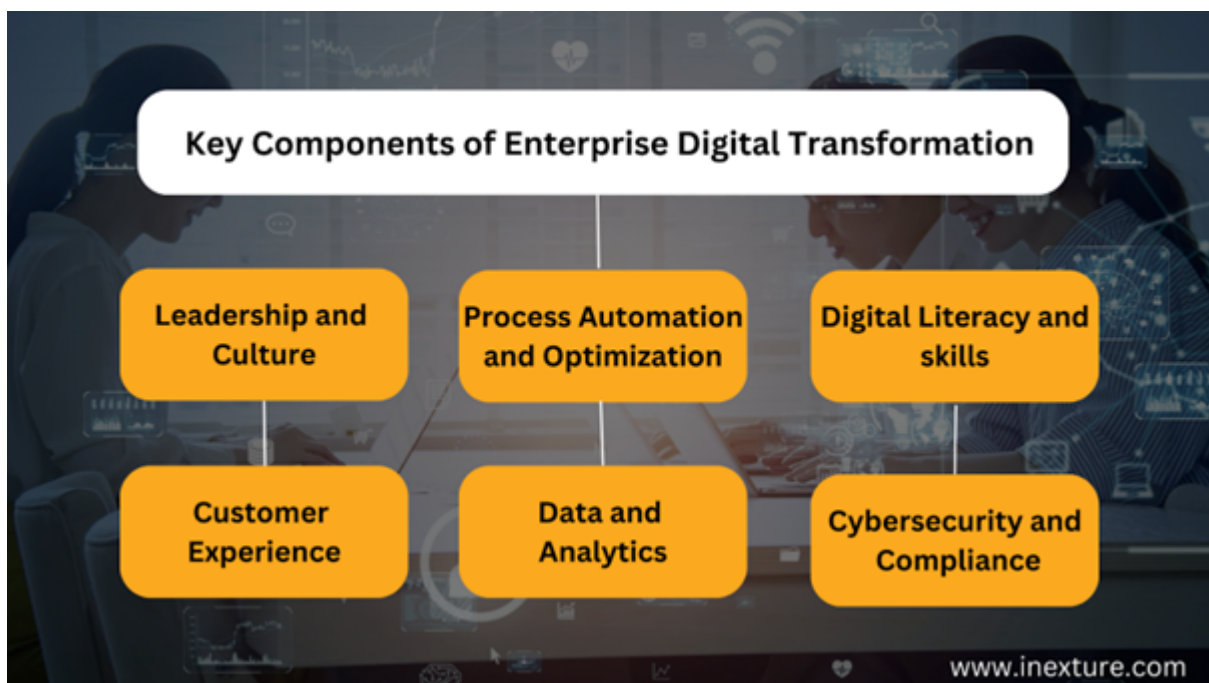 Key Components of Enterprise Digital Transformation
Leadership and
Culture
Process Automation
and Optimization
Digital Literacy and
skills
Customer
Experience
Data and
Analytics
Cybersecurity and
Compliance
www.inexture.com